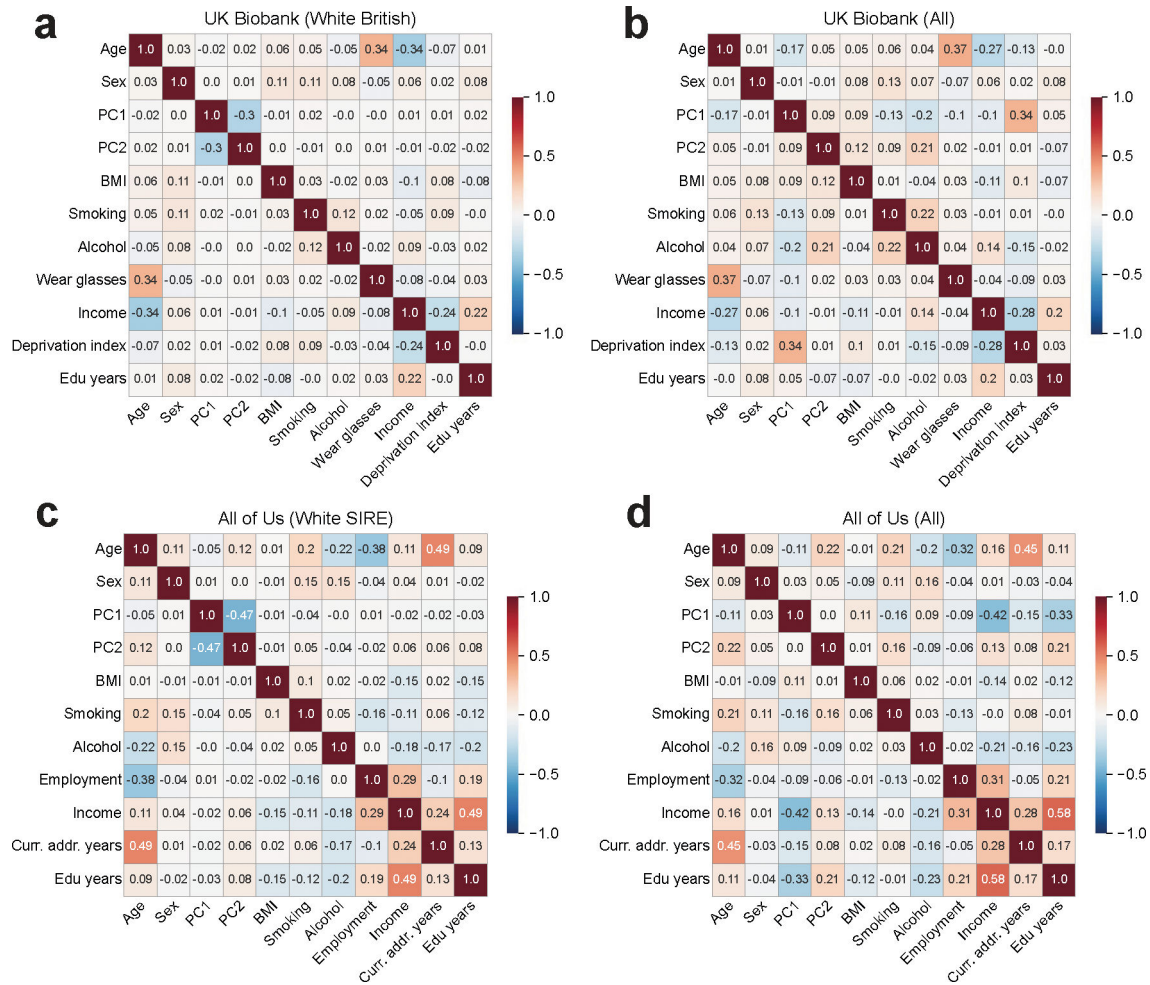 a
UK Biobank (White British)
Age 1.0 0.03 -0.02 0.02 0.06 0.05 -0.05 0.34 -0.34 -0.07 0.01
Sex 0.03 1.0 0.0 0.01 0.11 0.11 0.08 -0.05 0.06 0.02 0.08
PC1 -0.02 0.0 1.0 -0.3 -0.01 0.02 -0.0 -0.0 0.01 0.01 0.02
PC2 0.02 0.01 -0.3 1.0 0.0 -0.01 0.0 0.01 -0.01 -0.02 -0.02
BMI 0.06 0.11 -0.01 0.0 1.0 0.03 -0.02 0.03 -0.1 0.08 -0.08
Smoking 0.05 0.11 0.02 -0.01 0.03 1.0 0.12 0.02 -0.05 0.09 -0.0
Alcohol -0.05 0.08 -0.0 0.0 -0.02 0.12 1.0 -0.02 0.09 -0.03 0.02
Wear glasses 0.34 -0.05 -0.0 0.01 0.03 0.02 -0.02 1.0 -0.08 -0.04 0.03
Income -0.34 0.06 0.01 -0.01 -0.1 -0.05 0.09 -0.08 1.0 -0.24 0.22
Deprivation index -0.07 0.02 0.01 -0.02 0.08 0.09 -0.03 -0.04 -0.24 1.0 -0.0
Edu years 0.01 0.08 0.02 -0.02 -0.08 -0.0 0.02 0.03 0.22 -0.0 1.0
Age Sex PC1 PC2 BMI Smoking Alcohol Wear glasses Income Deprivation index Edu years
1.0
0.5
0.0
−0.5
−1.0
b
UK Biobank (All)
Age 1.0 0.01 -0.17 0.05 0.05 0.06 0.04 0.37 -0.27 -0.13 -0.0
Sex 0.01 1.0 -0.01 -0.01 0.08 0.13 0.07 -0.07 0.06 0.02 0.08
PC1 -0.17 -0.01 1.0 0.09 0.09 -0.13 -0.2 -0.1 -0.1 0.34 0.05
PC2 0.05 -0.01 0.09 1.0 0.12 0.09 0.21 0.02 -0.01 0.01 -0.07
BMI 0.05 0.08 0.09 0.12 1.0 0.01 -0.04 0.03 -0.11 0.1 -0.07
Smoking 0.06 0.13 -0.13 0.09 0.01 1.0 0.22 0.03 -0.01 0.01 -0.0
Alcohol 0.04 0.07 -0.2 0.21 -0.04 0.22 1.0 0.04 0.14 -0.15 -0.02
Wear glasses 0.37 -0.07 -0.1 0.02 0.03 0.03 0.04 1.0 -0.04 -0.09 0.03
Income -0.27 0.06 -0.1 -0.01 -0.11 -0.01 0.14 -0.04 1.0 -0.28 0.2
Deprivation index -0.13 0.02 0.34 0.01 0.1 0.01 -0.15 -0.09 -0.28 1.0 0.03
Edu years -0.0 0.08 0.05 -0.07 -0.07 -0.0 -0.02 0.03 0.2 0.03 1.0
Age Sex PC1 PC2 BMI Smoking Alcohol Wear glasses Income Deprivation index Edu years
1.0
0.5
0.0
−0.5
−1.0
c
All of Us (White SIRE)
Age 1.0 0.11 -0.05 0.12 0.01 0.2 -0.22 -0.38 0.11 0.49 0.09
Sex 0.11 1.0 0.01 0.0 -0.01 0.15 0.15 -0.04 0.04 0.01 -0.02
PC1 -0.05 0.01 1.0 -0.47 -0.01 -0.04 -0.0 0.01 -0.02 -0.02 -0.03
PC2 0.12 0.0 -0.47 1.0 -0.01 0.05 -0.04 -0.02 0.06 0.06 0.08
BMI 0.01 -0.01 -0.01 -0.01 1.0 0.1 0.02 -0.02 -0.15 0.02 -0.15
Smoking 0.2 0.15 -0.04 0.05 0.1 1.0 0.05 -0.16 -0.11 0.06 -0.12
Alcohol -0.22 0.15 -0.0 -0.04 0.02 0.05 1.0 0.0 -0.18 -0.17 -0.2
Employment -0.38 -0.04 0.01 -0.02 -0.02 -0.16 0.0 1.0 0.29 -0.1 0.19
Income 0.11 0.04 -0.02 0.06 -0.15 -0.11 -0.18 0.29 1.0 0.24 0.49
Curr. addr. years 0.49 0.01 -0.02 0.06 0.02 0.06 -0.17 -0.1 0.24 1.0 0.13
Edu years 0.09 -0.02 -0.03 0.08 -0.15 -0.12 -0.2 0.19 0.49 0.13 1.0
Age Sex PC1 PC2 BMI Smoking Alcohol Employment Income Curr. addr. years Edu years
1.0
0.5
0.0
−0.5
−1.0
d
All of Us (All)
Age 1.0 0.09 -0.11 0.22 -0.01 0.21 -0.2 -0.32 0.16 0.45 0.11
Sex 0.09 1.0 0.03 0.05 -0.09 0.11 0.16 -0.04 0.01 -0.03 -0.04
PC1 -0.11 0.03 1.0 0.0 0.11 -0.16 0.09 -0.09 -0.42 -0.15 -0.33
PC2 0.22 0.05 0.0 1.0 0.01 0.16 -0.09 -0.06 0.13 0.08 0.21
BMI -0.01 -0.09 0.11 0.01 1.0 0.06 0.02 -0.01 -0.14 0.02 -0.12
Smoking 0.21 0.11 -0.16 0.16 0.06 1.0 0.03 -0.13 -0.0 0.08 -0.01
Alcohol -0.2 0.16 0.09 -0.09 0.02 0.03 1.0 -0.02 -0.21 -0.16 -0.23
Employment -0.32 -0.04 -0.09 -0.06 -0.01 -0.13 -0.02 1.0 0.31 -0.05 0.21
Income 0.16 0.01 -0.42 0.13 -0.14 -0.0 -0.21 0.31 1.0 0.28 0.58
Curr. addr. years 0.45 -0.03 -0.15 0.08 0.02 0.08 -0.16 -0.05 0.28 1.0 0.17
Edu years 0.11 -0.04 -0.33 0.21 -0.12 -0.01 -0.23 0.21 0.58 0.17 1.0
Age Sex PC1 PC2 BMI Smoking Alcohol Employment Income Curr. addr. years Edu years
1.0
0.5
0.0
−0.5
−1.0